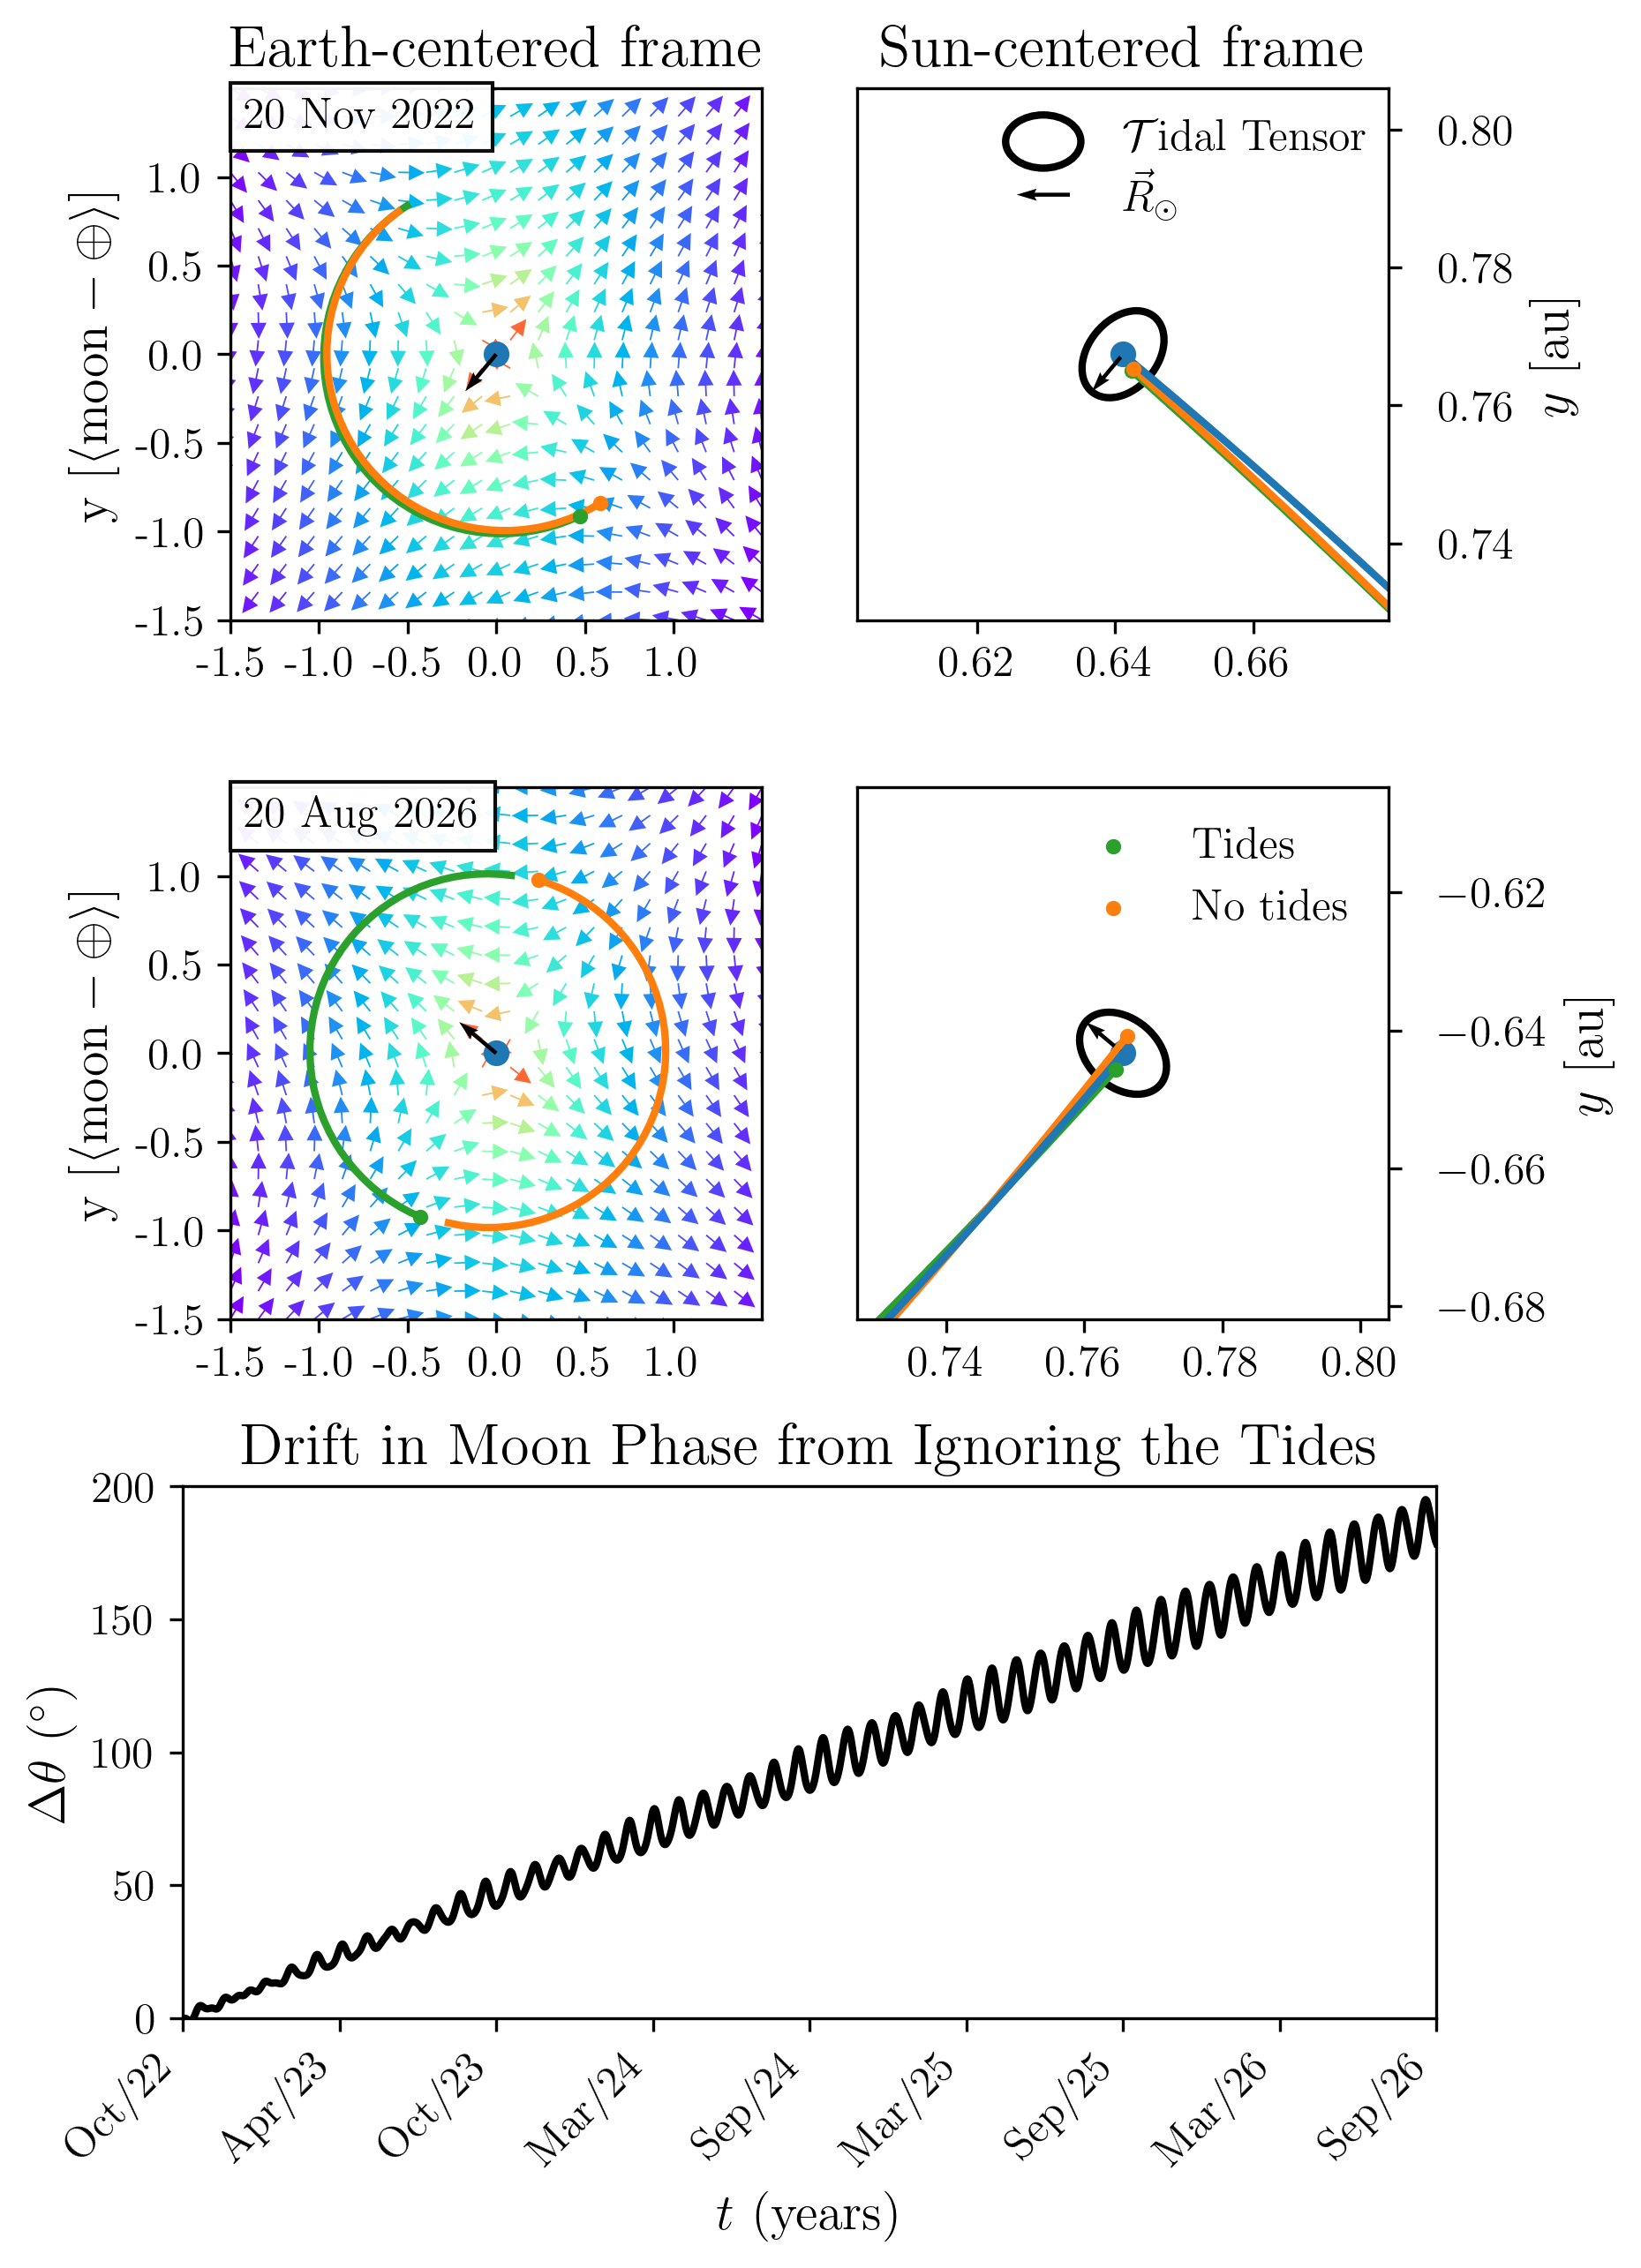 Earth-centered frame
Sun-centered frame
20 Nov 2022
𝒯idal Tensor
R⃗⊙
y [⟨moon − ⊕⟩]
1.0
0.5
0.0
-0.5
-1.0
-1.5
-1.5 -1.0 -0.5 0.0 0.5 1.0
0.80
0.78
0.76
0.74
y [au]
0.62 0.64 0.66
20 Aug 2026
Tides
No tides
y [⟨moon − ⊕⟩]
1.0
0.5
0.0
-0.5
-1.0
-1.5
-1.5 -1.0 -0.5 0.0 0.5 1.0
−0.62
−0.64
−0.66
−0.68
y [au]
0.74 0.76 0.78 0.80
Drift in Moon Phase from Ignoring the Tides
Δθ (°)
200
150
100
50
0
Oct/22 Apr/23 Oct/23 Mar/24 Sep/24 Mar/25 Sep/25 Mar/26 Sep/26
t (years)